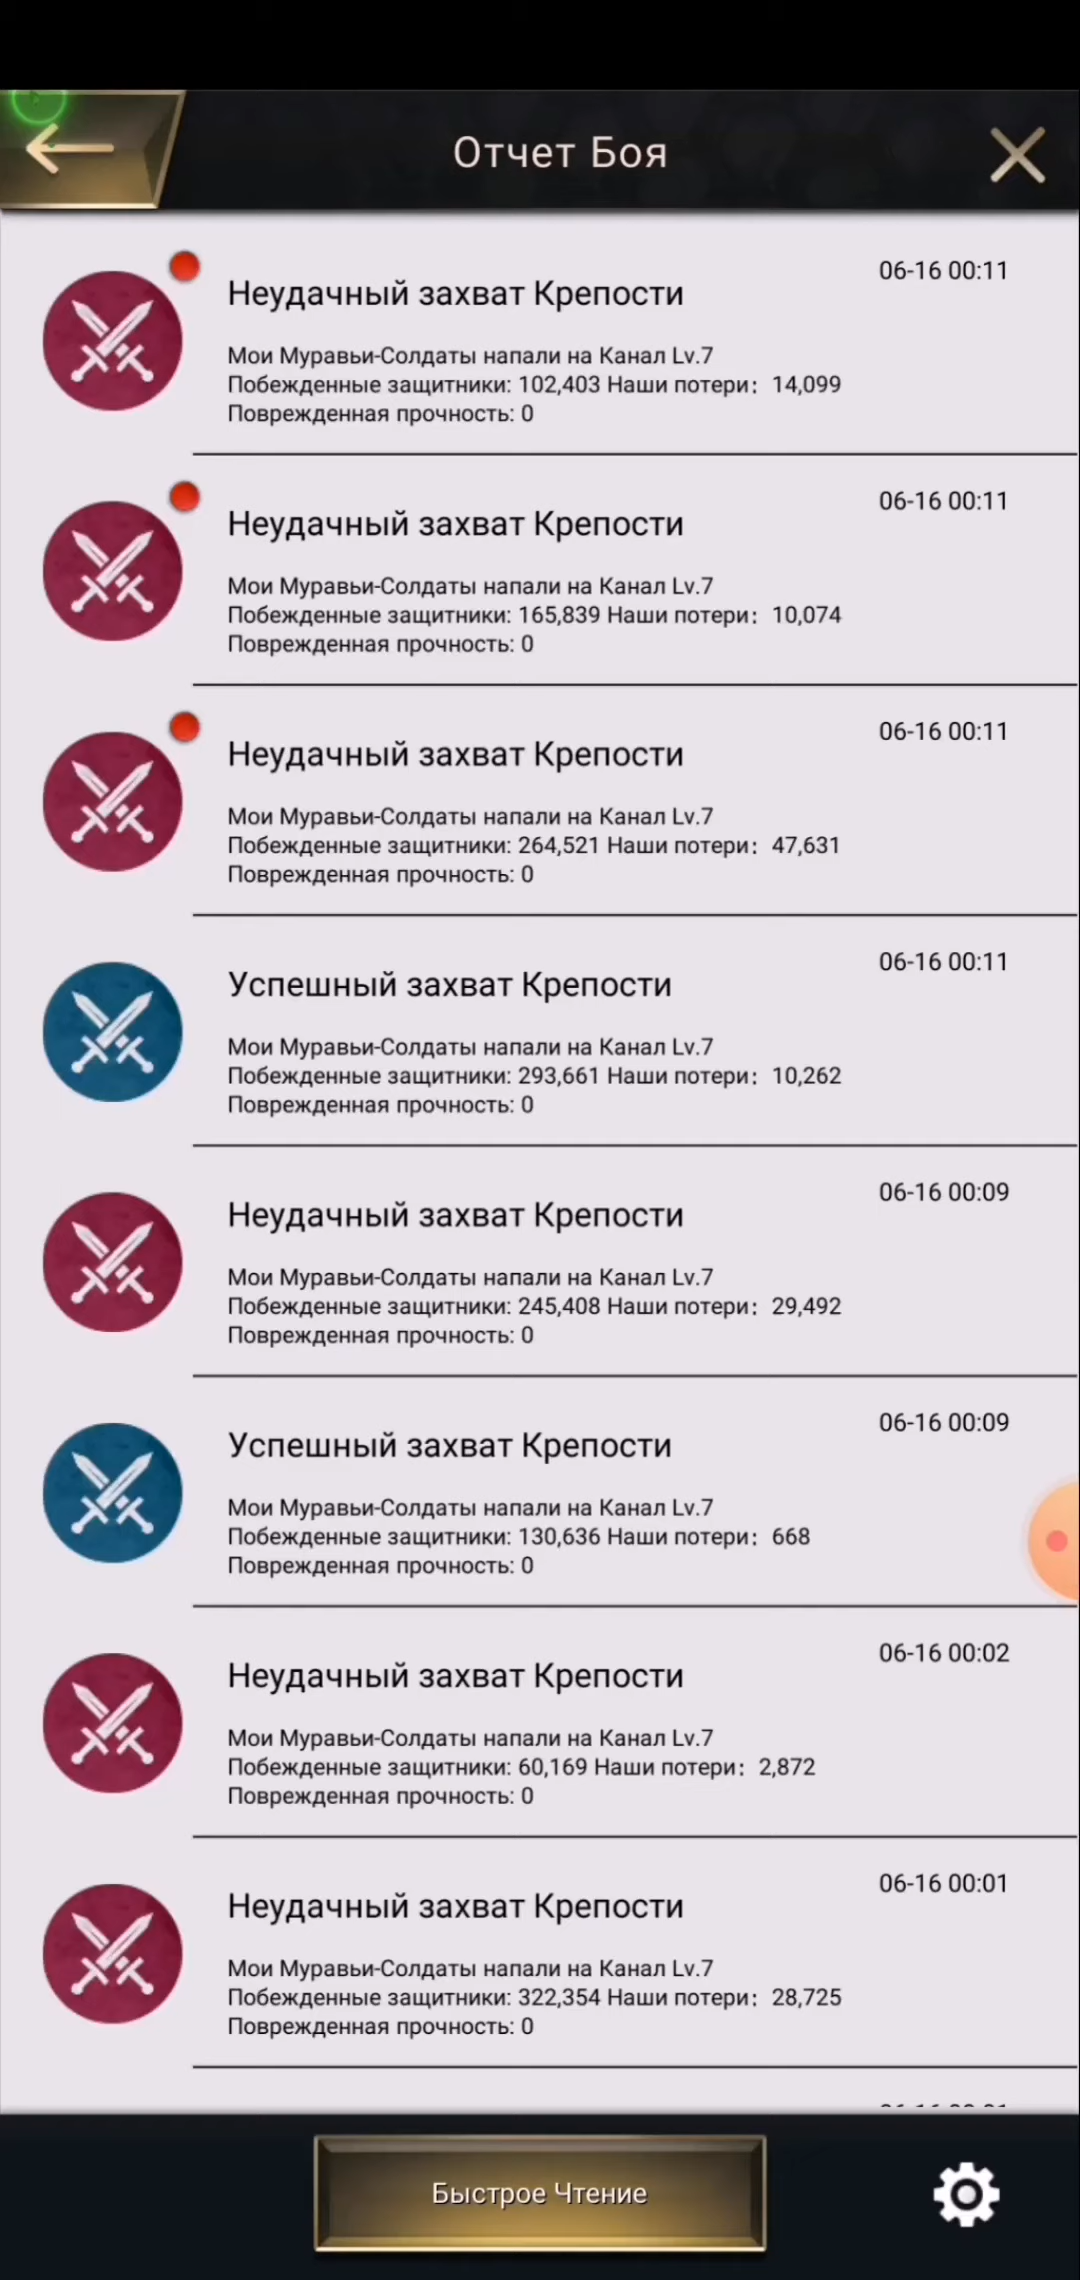 Отчет Боя
06-16 00:11
Неудачный захват Крепости
Мои Муравьи-Солдаты напали на Канал Lv.7
Побежденные защитники: 102,403 Наши потери: 14,099
Поврежденная прочность: 0
06-16 00:11
Неудачный захват Крепости
Мои Муравьи-Солдаты напали на Канал Lv.7
Побежденные защитники: 165,839 Наши потери: 10,074
Поврежденная прочность: 0
06-16 00:11
Неудачный захват Крепости
Мои Муравьи-Солдаты напали на Канал Lv.7
Побежденные защитники: 264,521 Наши потери: 47,631
Поврежденная прочность: 0
06-16 00:11
Успешный захват Крепости
Мои Муравьи-Солдаты напали на Канал Lv.7
Побежденные защитники: 293,661 Наши потери: 10,262
Поврежденная прочность: 0
06-16 00:09
Неудачный захват Крепости
Мои Муравьи-Солдаты напали на Канал Lv.7
Побежденные защитники: 245,408 Наши потери: 29,492
Поврежденная прочность: 0
06-16 00:09
Успешный захват Крепости
Мои Муравьи-Солдаты напали на Канал Lv.7
Побежденные защитники: 130,636 Наши потери: 668
Поврежденная прочность: 0
06-16 00:02
Неудачный захват Крепости
Мои Муравьи-Солдаты напали на Канал Lv.7
Побежденные защитники: 60,169 Наши потери: 2,872
Поврежденная прочность: 0
06-16 00:01
Неудачный захват Крепости
Мои Муравьи-Солдаты напали на Канал Lv.7
Побежденные защитники: 322,354 Наши потери: 28,725
Поврежденная прочность: 0
Быстрое Чтение